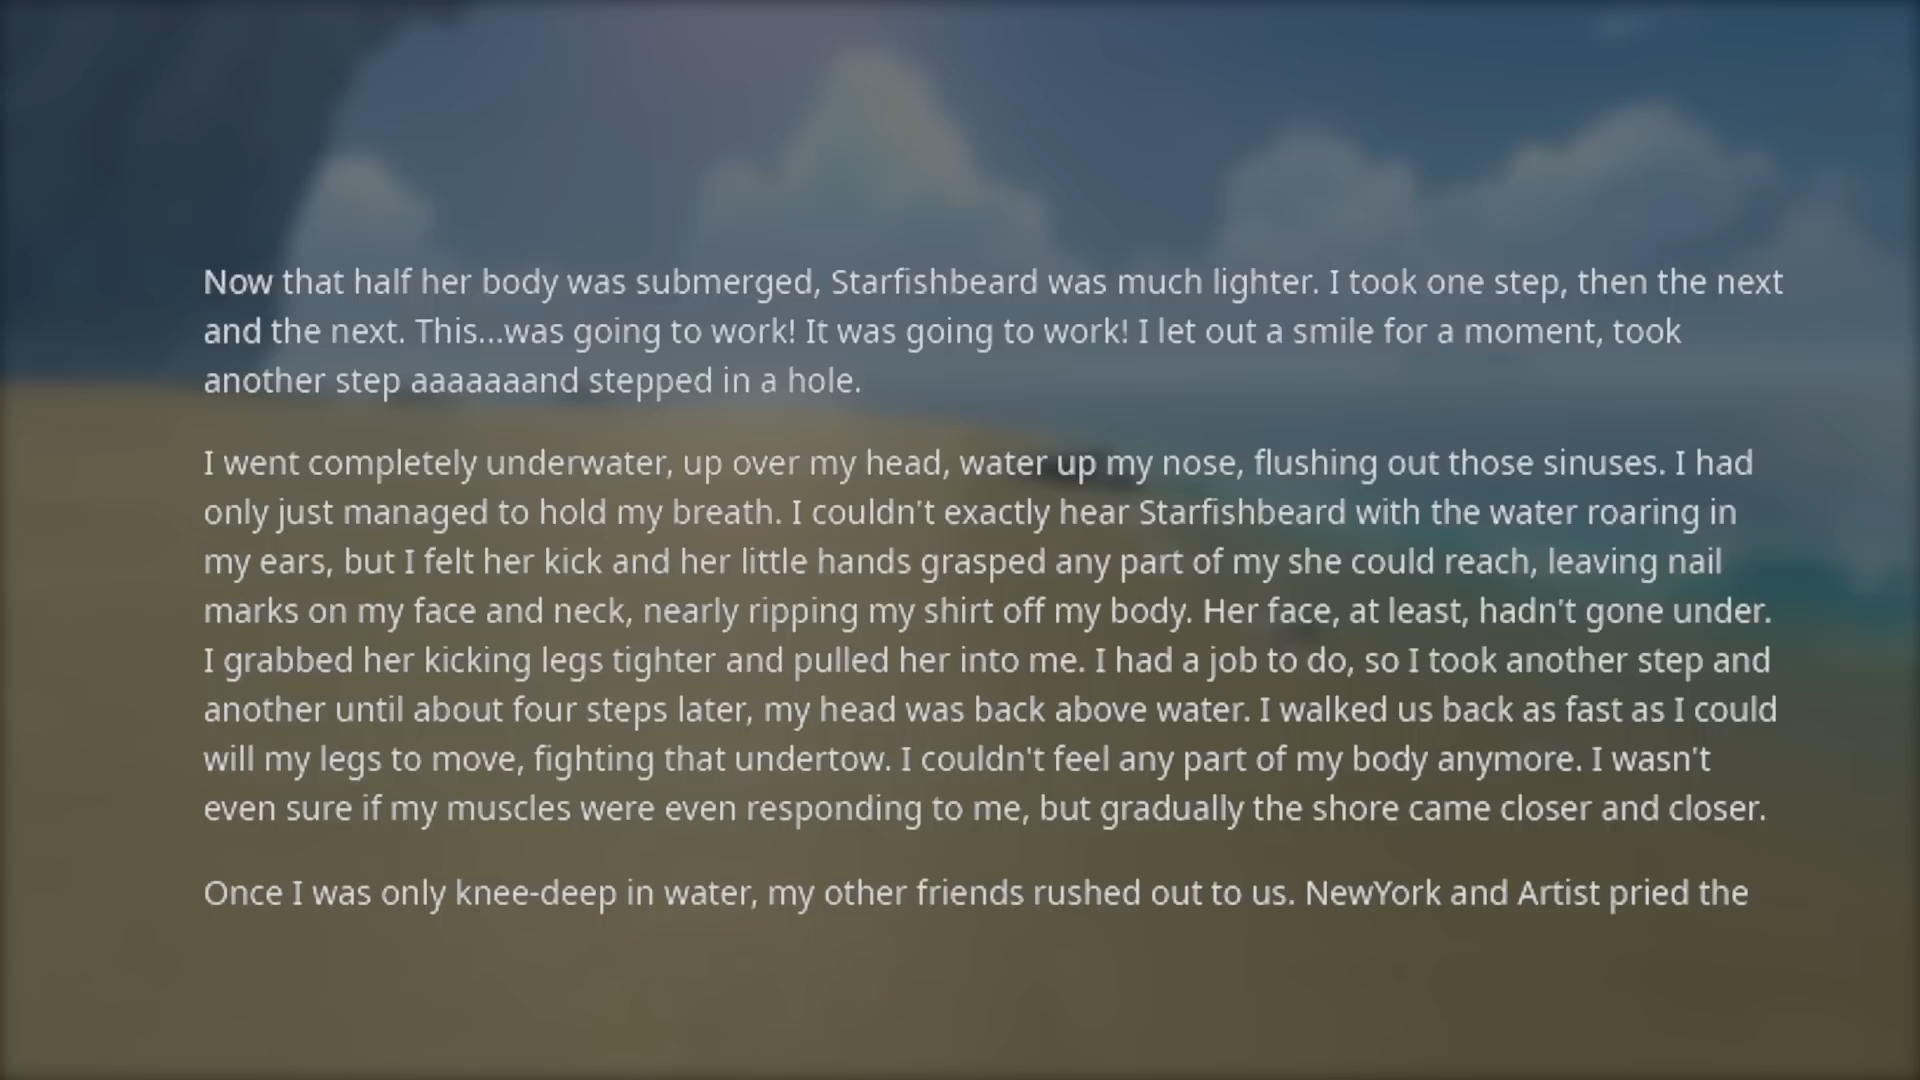 Now that half her body was submerged, Starfishbeard was much lighter. I took one step, then the next
and the next. This...was going to work! It was going to work! I let out a smile for a moment, took
another step aaaaaaand stepped in a hole.
I went completely underwater, up over my head, water up my nose, flushing out those sinuses. I had
only just managed to hold my breath. I couldn't exactly hear Starfishbeard with the water roaring in
my ears, but I felt her kick and her little hands grasped any part of my she could reach, leaving nail
marks on my face and neck, nearly ripping my shirt off my body. Her face, at least, hadn't gone under.
I grabbed her kicking legs tighter and pulled her into me. I had a job to do, so I took another step and
another until about four steps later, my head was back above water. I walked us back as fast as I could
will my legs to move, fighting that undertow. I couldn't feel any part of my body anymore. I wasn't
even sure if my muscles were even responding to me, but gradually the shore came closer and closer.
Once I was only knee-deep in water, my other friends rushed out to us. NewYork and Artist pried the